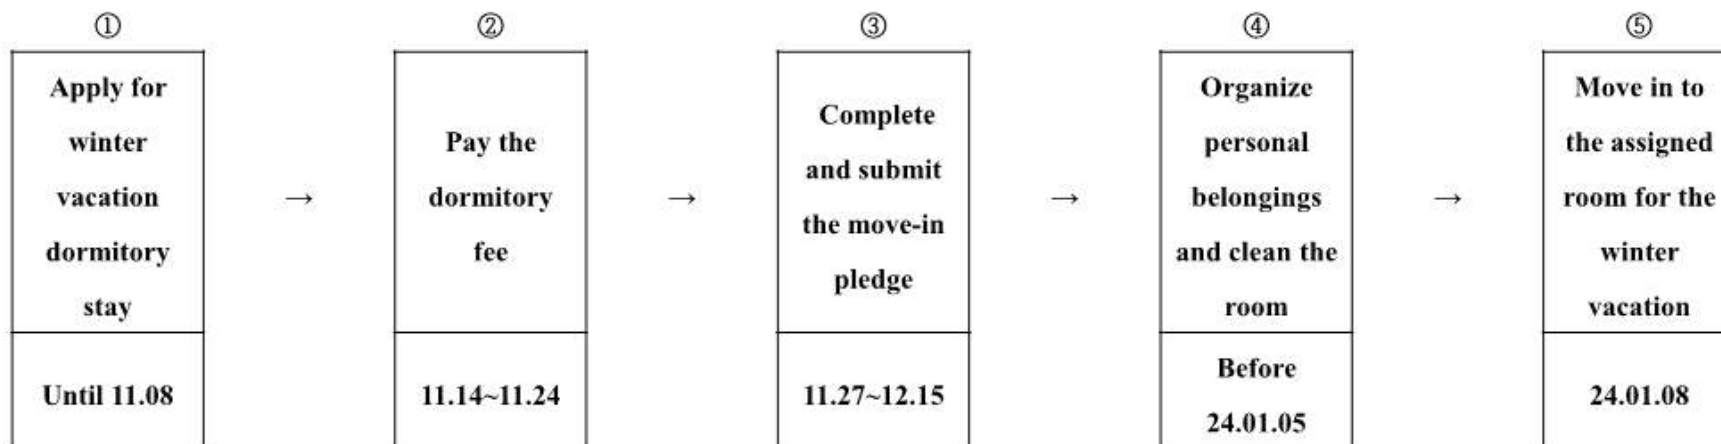 ①
Apply for
winter
vacation
dormitory
stay
Until 11.08
→
②
Pay the
dormitory
fee
11.14~11.24
→
③
Complete
and submit
the move-in
pledge
11.27~12.15
→
④
Organize
personal
belongings
and clean the
room
Before
24.01.05
→
⑤
Move in to
the assigned
room for the
winter
vacation
24.01.08